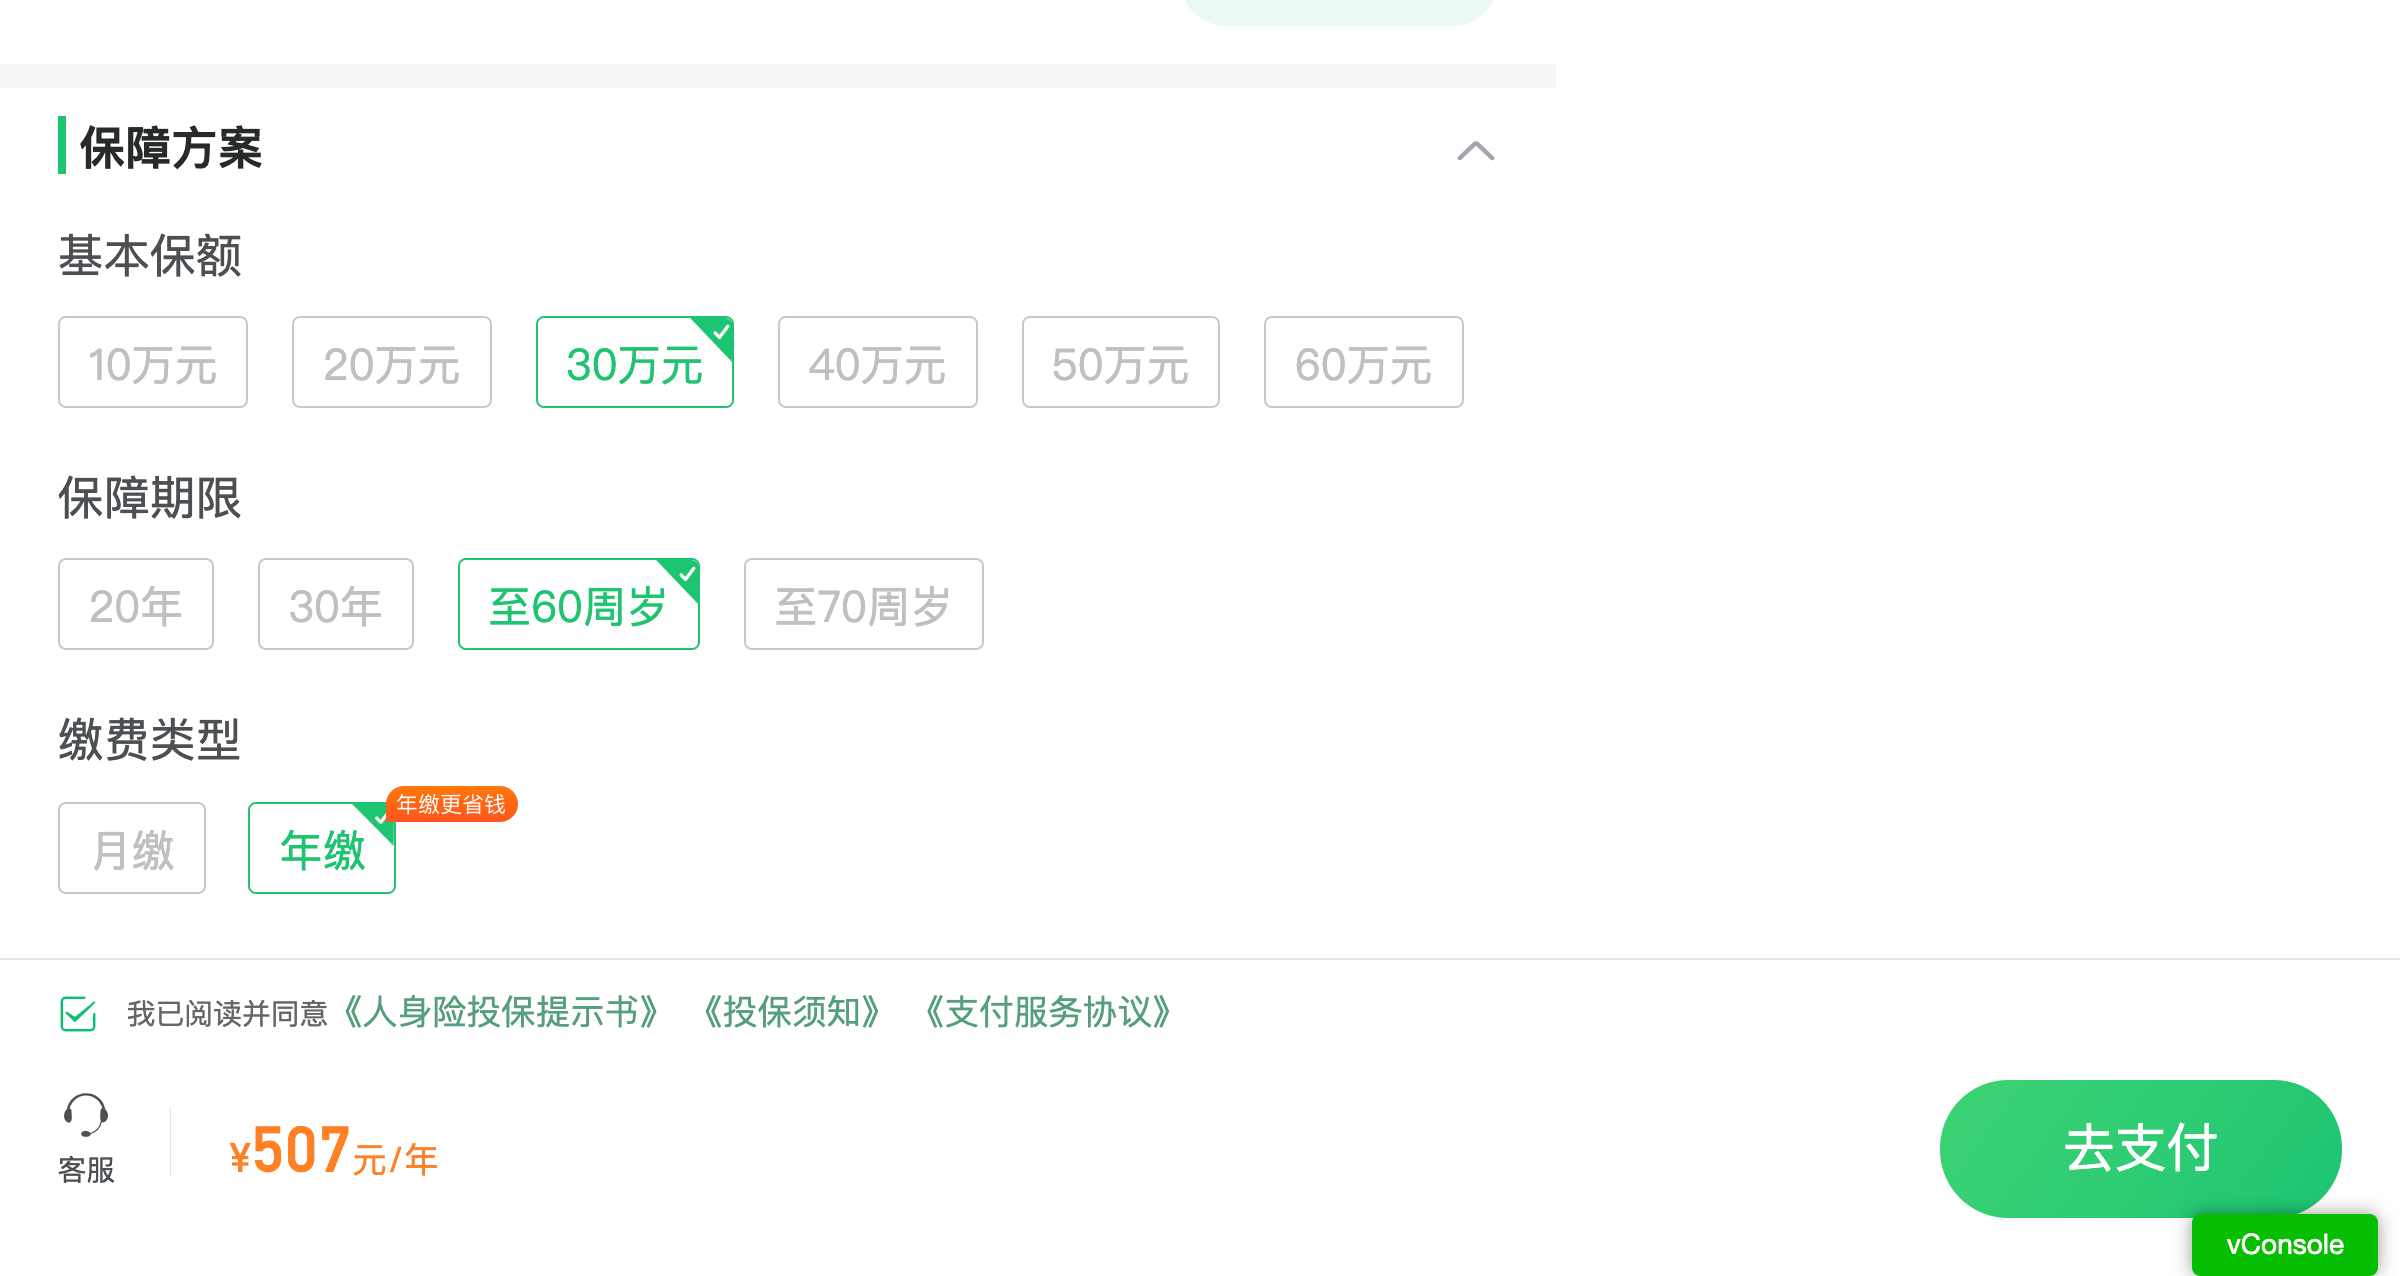 保障方案
基本保额
10万元 20万元 30万元 40万元 50万元 60万元
保障期限
20年 30年 至60周岁 至70周岁
缴费类型
年缴更省钱
月缴 年缴
我已阅读并同意《人身险投保提示书》 《投保须知》 《支付服务协议》
客服
¥507元/年
去支付
vConsole